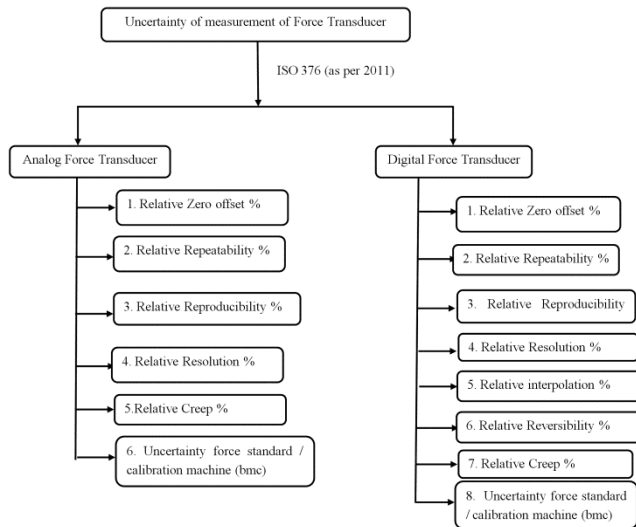 Uncertainty of measurement of Force Transducer
ISO 376 (as per 2011)
Analog Force Transducer
1. Relative Zero offset %
2. Relative Repeatability %
3. Relative Reproducibility %
4. Relative Resolution %
5.Relative Creep %
6. Uncertainty force standard /
calibration machine (bmc)
Digital Force Transducer
1. Relative Zero offset %
2. Relative Repeatability %
3. Relative Reproducibility
4. Relative Resolution %
5. Relative interpolation %
6. Relative Reversibility %
7. Relative Creep %
8. Uncertainty force standard
/ calibration machine (bmc)